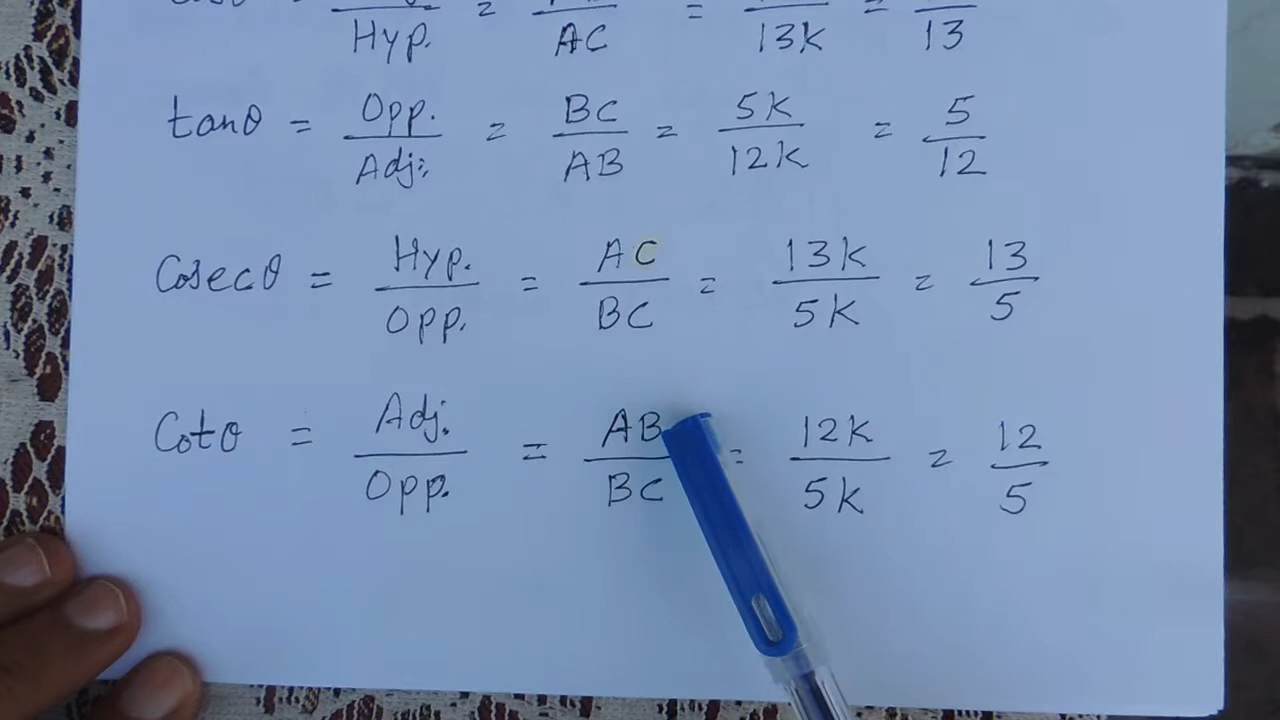 Hyp. AC 13K 13
tanθ = Opp./Adj. = BC/AB = 5K/12K = 5/12
Cosecθ = Hyp./Opp. = AC/BC = 13K/5K = 13/5
Cotθ = Adj./Opp. = AB/BC = 12K/5K = 12/5